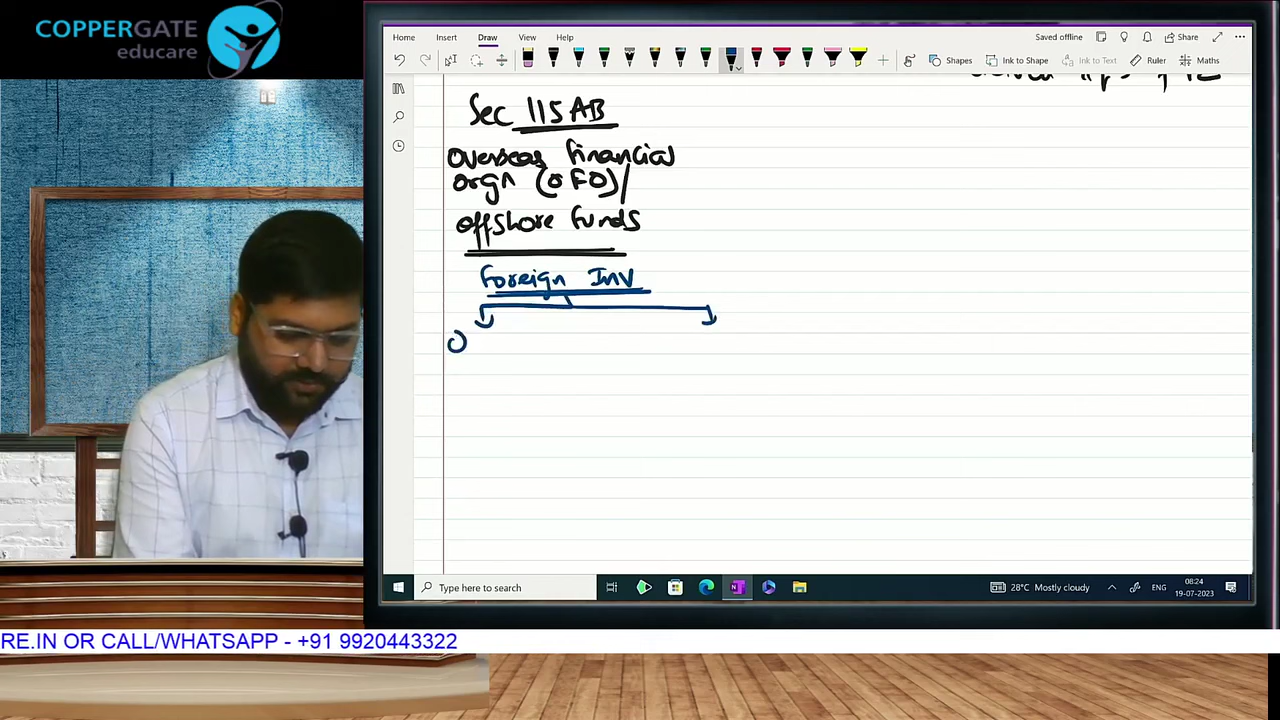 COPPERGATE
educare
Home Insert Draw View Help
Saved offline
Share
Shapes
Ink to Shape
Ink to Text
Ruler
Maths
Sec 115AB
Overseas Financial
orgn (OFO)/
offshore Funds
Foreign Inv
Type here to search
28°C Mostly cloudy
ENG
08:24
19-07-2023
RE.IN OR CALL/WHATSAPP - +91 9920443322